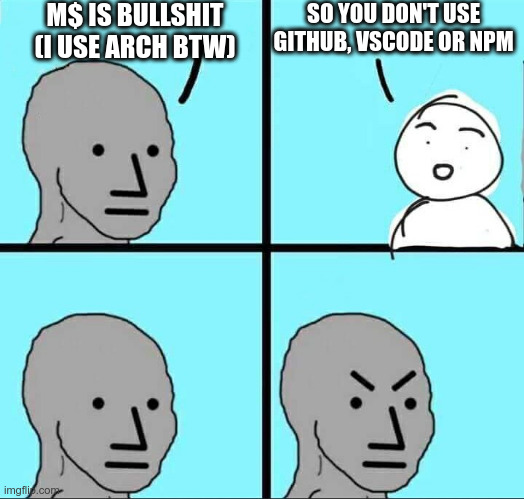 M$ IS BULLSHIT
(I USE ARCH BTW)
SO YOU DON'T USE
GITHUB, VSCODE OR NPM
imgflip.com